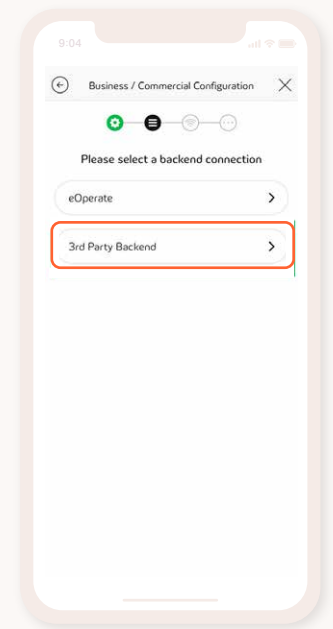 9:04
Business / Commercial Configuration
Please select a backend connection
eOperate
3rd Party Backend